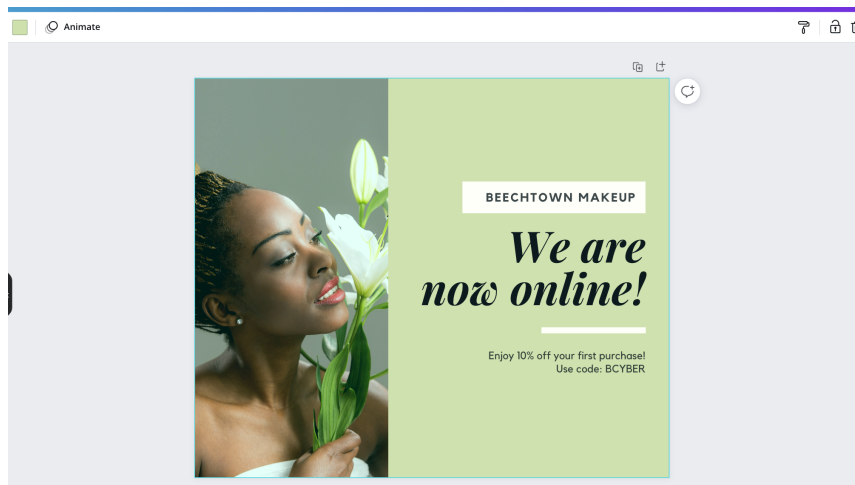 Animate
BEECHTOWN MAKEUP
We are
now online!
Enjoy 10% off your first purchase!
Use code: BCYBER